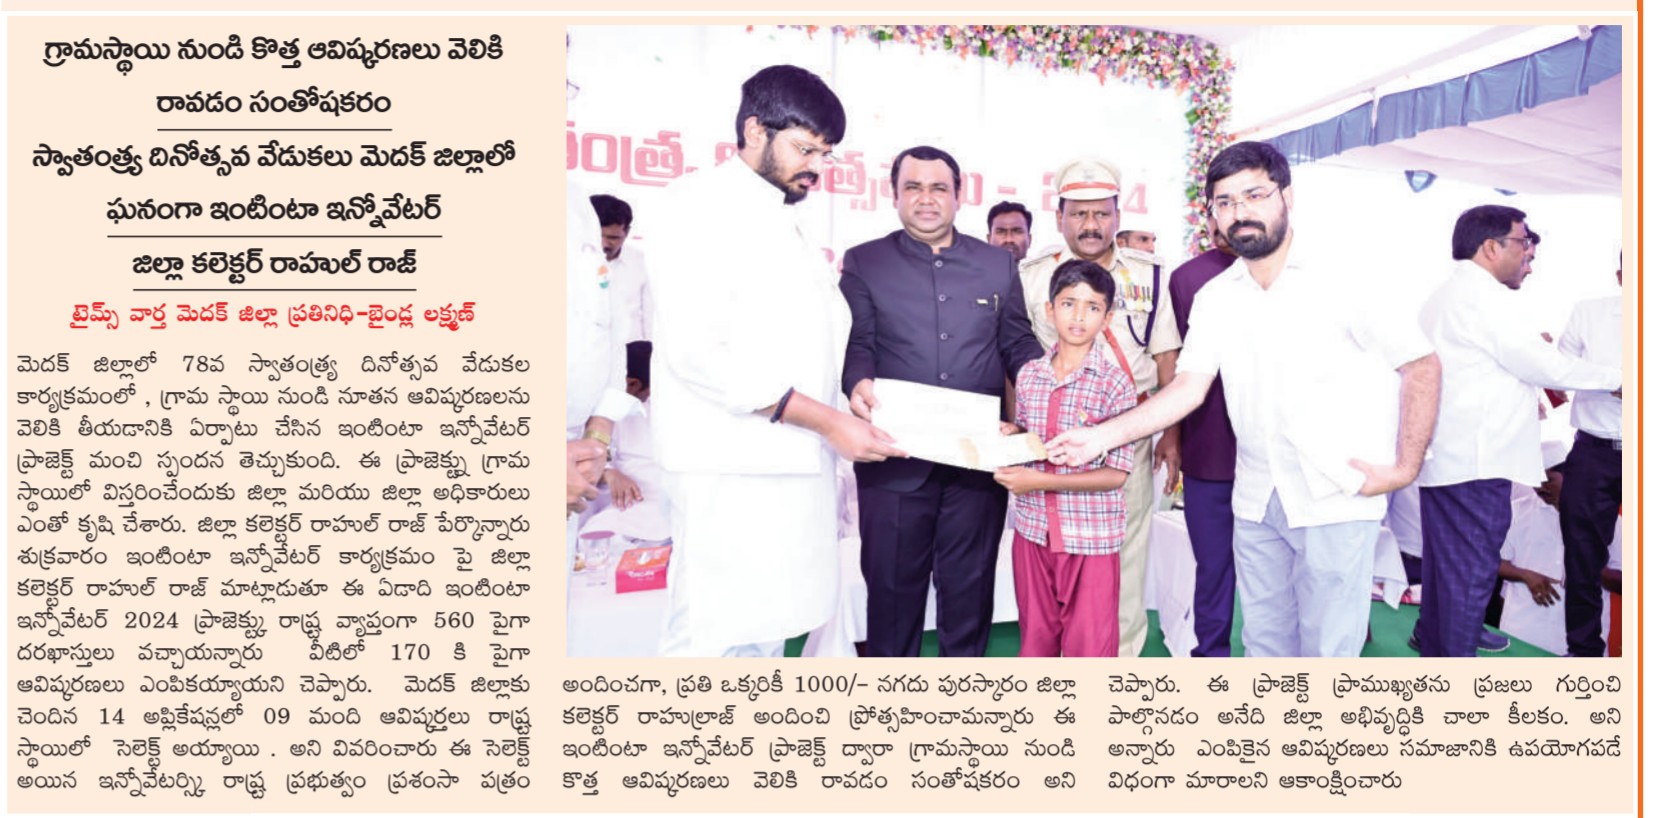 గ్రామస్థాయి నుండి కొత్త ఆవిష్కరణలు వెలికి
రావడం సంతోషకరం
స్వాతంత్ర్య దినోత్సవ వేడుకలు మెదక్ జిల్లాలో
ఘనంగా ఇంటింటా ఇన్నోవేటర్
జిల్లా కలెక్టర్ రాహుల్ రాజ్
టైమ్స్ వార్త మెదక్ జిల్లా ప్రతినిధి-బైండ్ల లక్ష్మణ్
మెదక్ జిల్లాలో 78వ స్వాతంత్ర్య దినోత్సవ వేడుకల
కార్యక్రమంలో , గ్రామ స్థాయి నుండి నూతన ఆవిష్కరణలను
వెలికి తీయడానికి ఏర్పాటు చేసిన ఇంటింటా ఇన్నోవేటర్
ప్రాజెక్ట్ మంచి స్పందన తెచ్చుకుంది. ఈ ప్రాజెక్ట్ను గ్రామ
స్థాయిలో విస్తరించేందుకు జిల్లా మరియు జిల్లా అధికారులు
ఎంతో కృషి చేశారు. జిల్లా కలెక్టర్ రాహుల్ రాజ్ పేర్కొన్నారు
శుక్రవారం ఇంటింటా ఇన్నోవేటర్ కార్యక్రమం పై జిల్లా
కలెక్టర్ రాహుల్ రాజ్ మాట్లాడుతూ ఈ ఏడాది ఇంటింటా
ఇన్నోవేటర్ 2024 ప్రాజెక్ట్కు రాష్ట్ర వ్యాప్తంగా 560 పైగా
దరఖాస్తులు వచ్చాయన్నారు వీటిలో 170 కి పైగా
ఆవిష్కరణలు ఎంపికయ్యాయని చెప్పారు. మెదక్ జిల్లాకు
చెందిన 14 అప్లికేషన్లలో 09 మంది ఆవిష్కర్తలు రాష్ట్ర
స్థాయిలో సెలెక్ట్ అయ్యాయి . అని వివరించారు ఈ సెలెక్ట్
అయిన ఇన్నోవేటర్స్కి రాష్ట్ర ప్రభుత్వం ప్రశంసా పత్రం
అందించగా, ప్రతి ఒక్కరికీ 1000/- నగదు పురస్కారం జిల్లా
కలెక్టర్ రాహుల్రాజ్ అందించి ప్రోత్సహించామన్నారు ఈ
ఇంటింటా ఇన్నోవేటర్ ప్రాజెక్ట్ ద్వారా గ్రామస్థాయి నుండి
కొత్త ఆవిష్కరణలు వెలికి రావడం సంతోషకరం అని
చెప్పారు. ఈ ప్రాజెక్ట్ ప్రాముఖ్యతను ప్రజలు గుర్తించి
పాల్గొనడం అనేది జిల్లా అభివృద్ధికి చాలా కీలకం. అని
అన్నారు ఎంపికైన ఆవిష్కరణలు సమాజానికి ఉపయోగపడే
విధంగా మారాలని ఆకాంక్షించారు